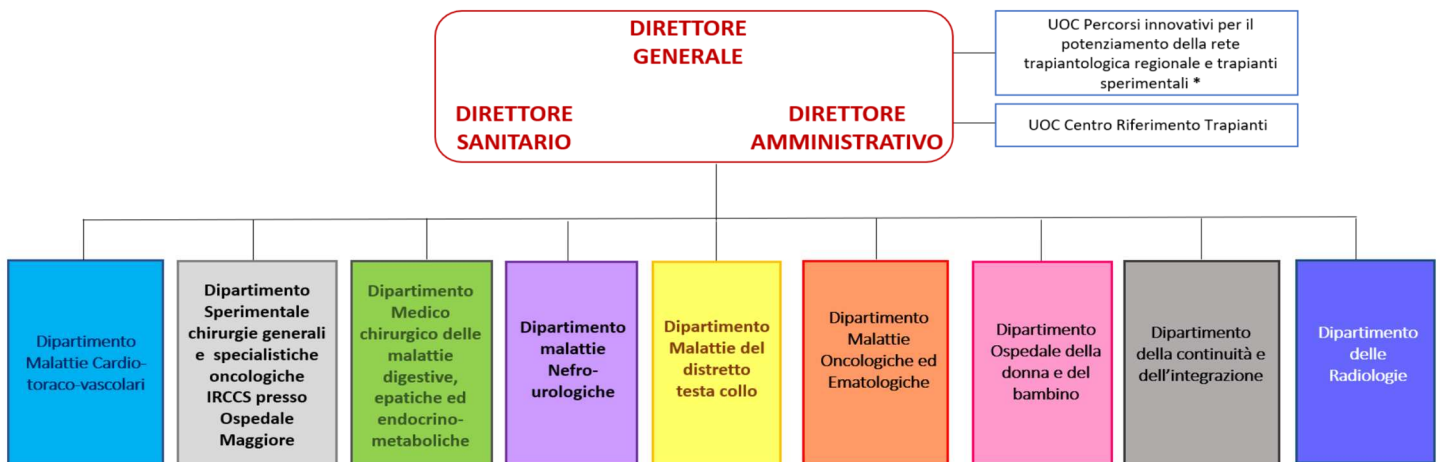 DIRETTORE
GENERALE
DIRETTORE
SANITARIO
DIRETTORE
AMMINISTRATIVO
UOC Percorsi innovativi per il
potenziamento della rete
trapiantologica regionale e trapianti
sperimentali *
UOC Centro Riferimento Trapianti
Dipartimento
Malattie Cardio-
toraco-vascolari
Dipartimento
Sperimentale
chirurgie generali
e specialistiche
oncologiche
IRCCS presso
Ospedale
Maggiore
Dipartimento
Medico
chirurgico delle
malattie
digestive,
epatiche ed
endocrino-
metaboliche
Dipartimento
malattie
Nefro-
urologiche
Dipartimento
Malattie del
distretto
testa collo
Dipartimento
Malattie
Oncologiche ed
Ematologiche
Dipartimento
Ospedale della
donna e del
bambino
Dipartimento
della continuità e
dell'integrazione
Dipartimento
delle
Radiologie